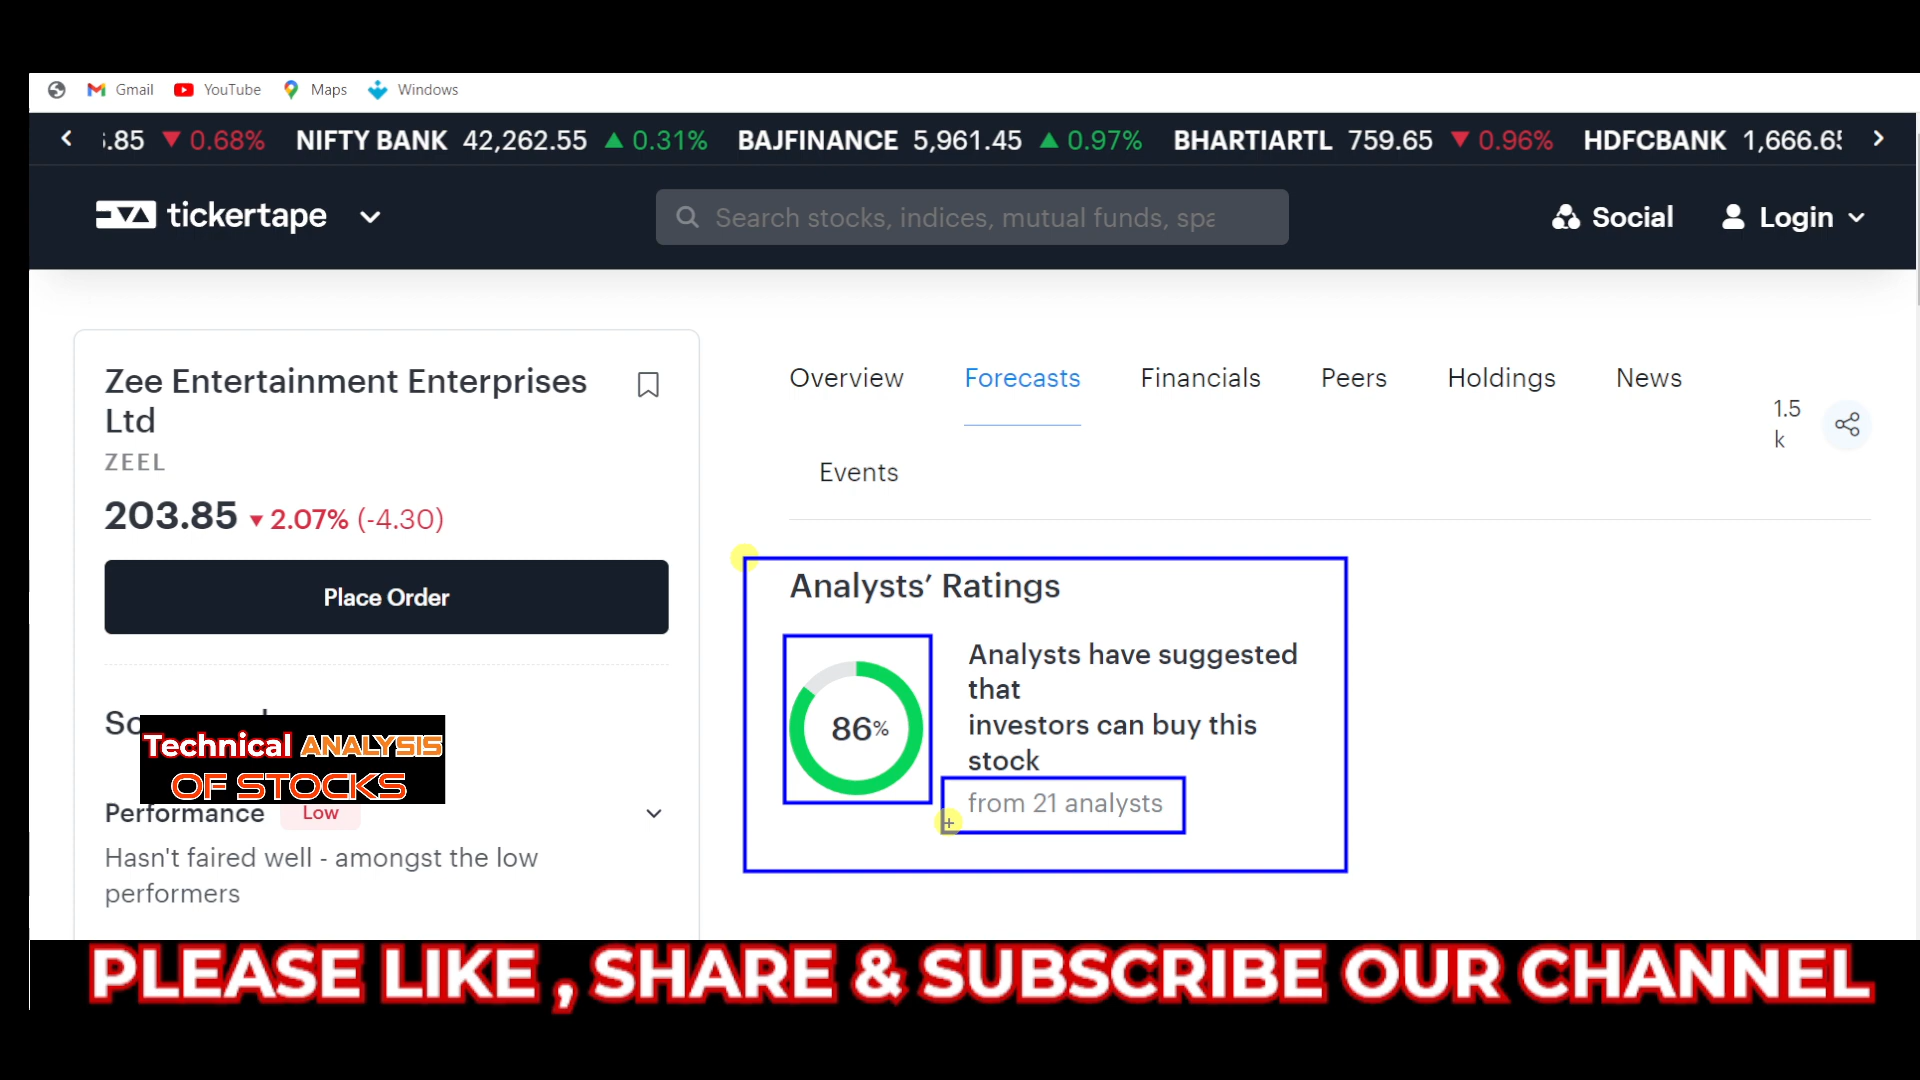 Gmail YouTube Maps Windows
.85 ▼ 0.68% NIFTY BANK 42,262.55 ▲ 0.31% BAJFINANCE 5,961.45 ▲ 0.97% BHARTIARTL 759.65 ▼ 0.96% HDFCBANK 1,666.65
tickertape Search stocks, indices, mutual funds, Social Login
Zee Entertainment Enterprises
Ltd
ZEEL
203.85 ▼ 2.07% (-4.30)
Place Order
Technical ANALYSIS
OF STOCKS
Performance Low
Hasn't faired well - amongst the low
performers
Overview Forecasts Financials Peers Holdings News
1.5
k
Events
Analysts’ Ratings
86%
Analysts have suggested
that
investors can buy this
stock
from 21 analysts
PLEASE LIKE , SHARE & SUBSCRIBE OUR CHANNEL